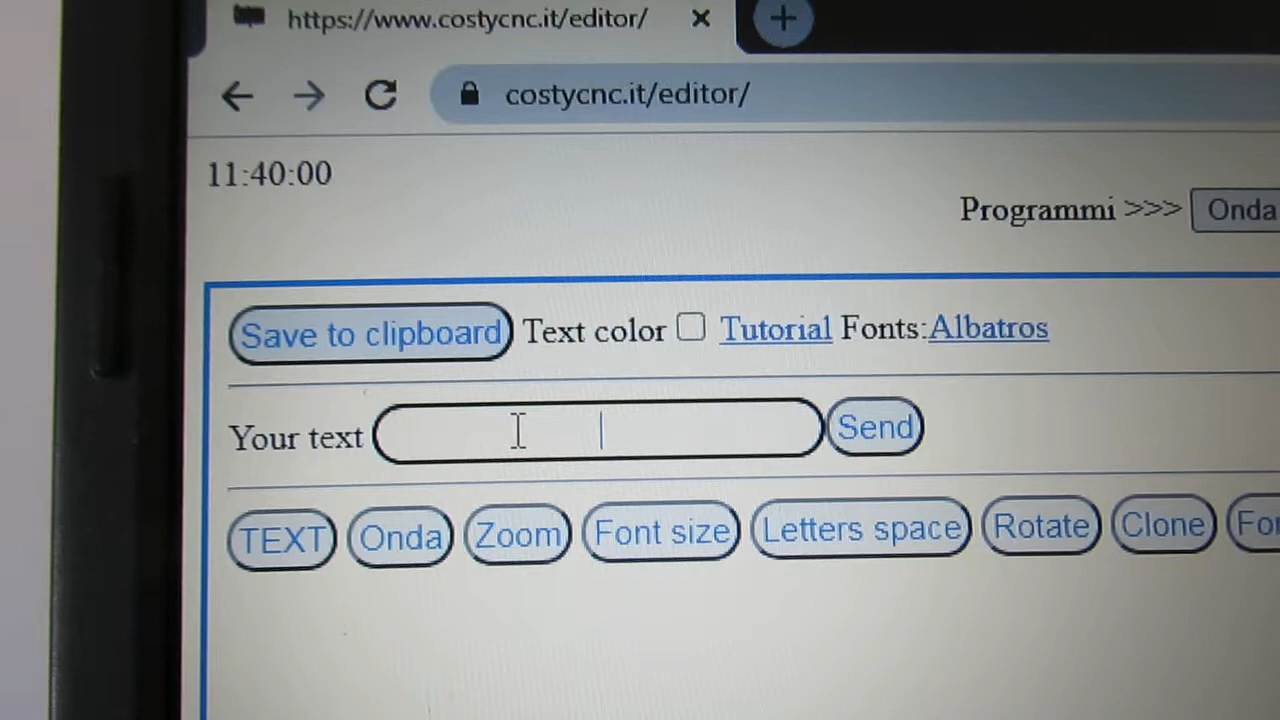 https://www.costycnc.it/editor/
costycnc.it/editor/
11:40:00
Programmi >>> Onda
Save to clipboard Text color Tutorial Fonts:Albatros
Your text Send
TEXT Onda Zoom Font size Letters space Rotate Clone